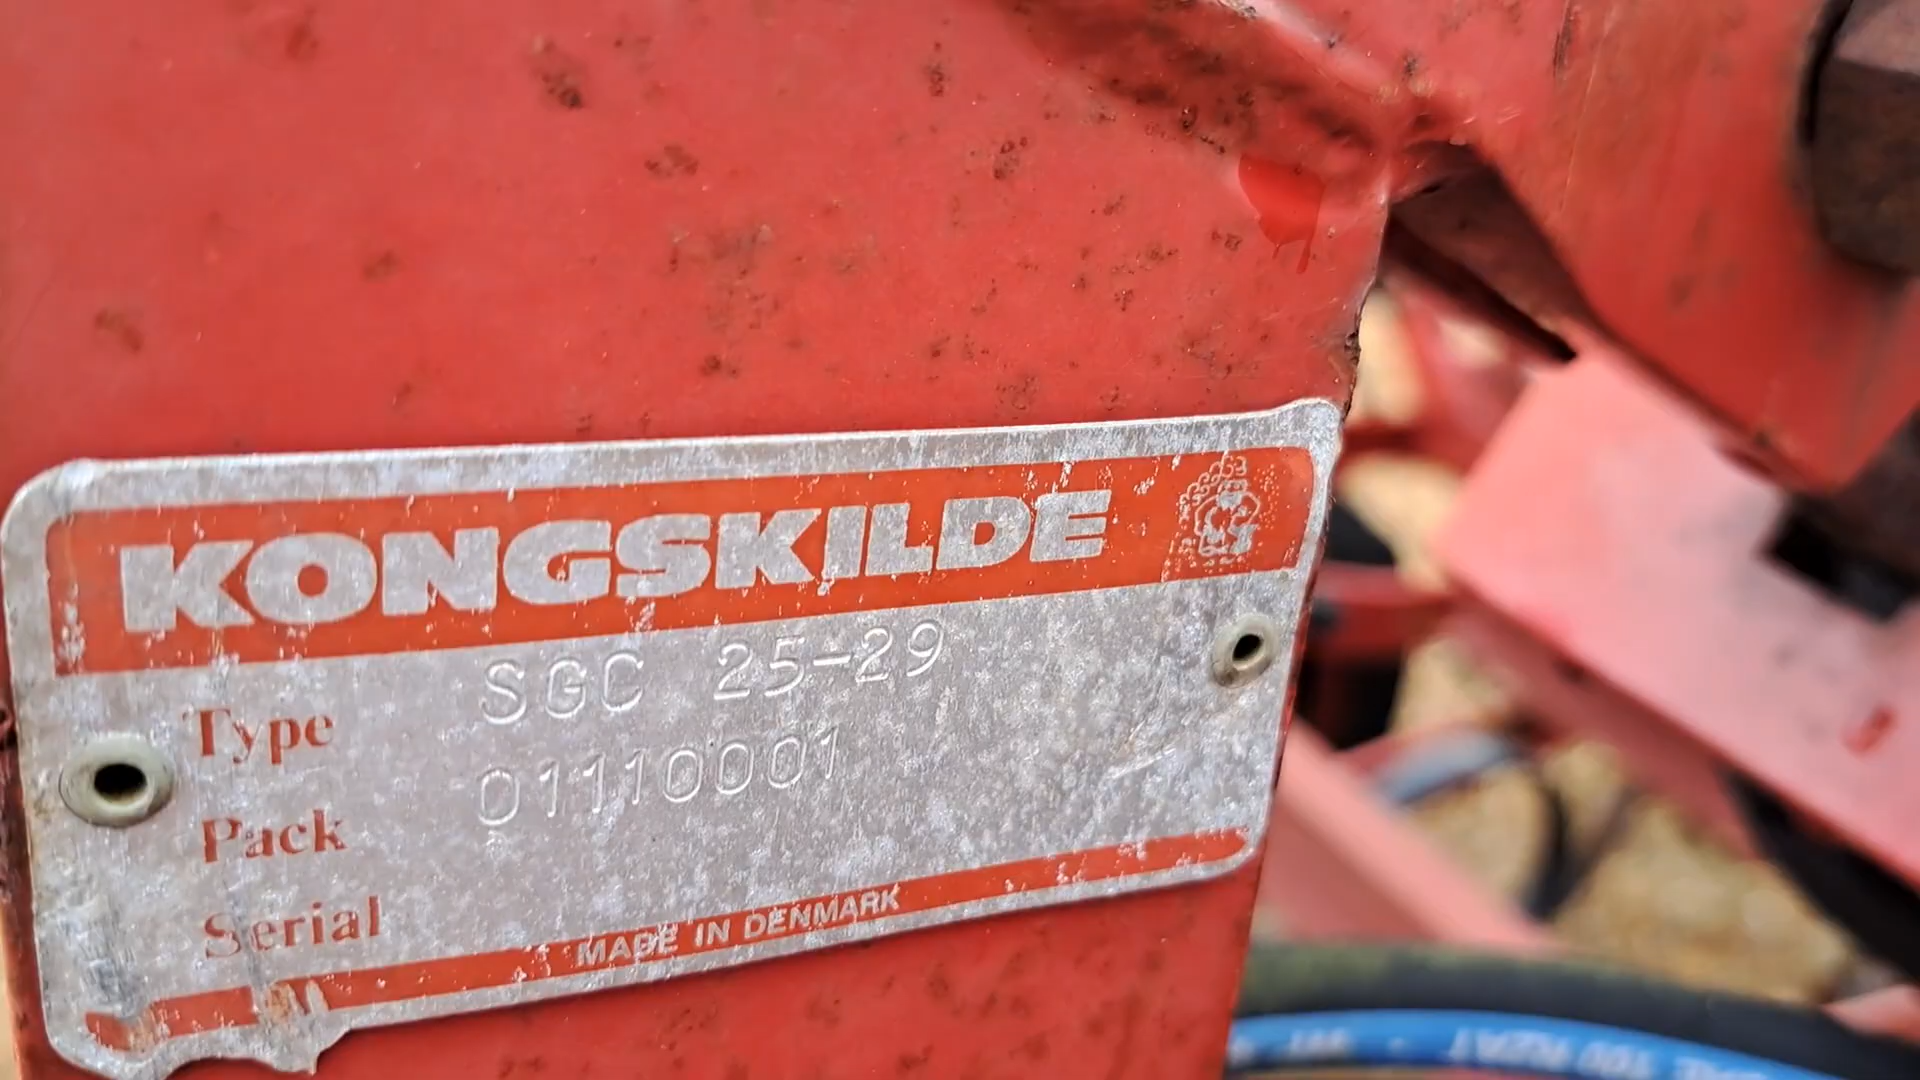 KONGSKILDE
Type SGC 25-29
Pack 01110001
Serial
MADE IN DENMARK